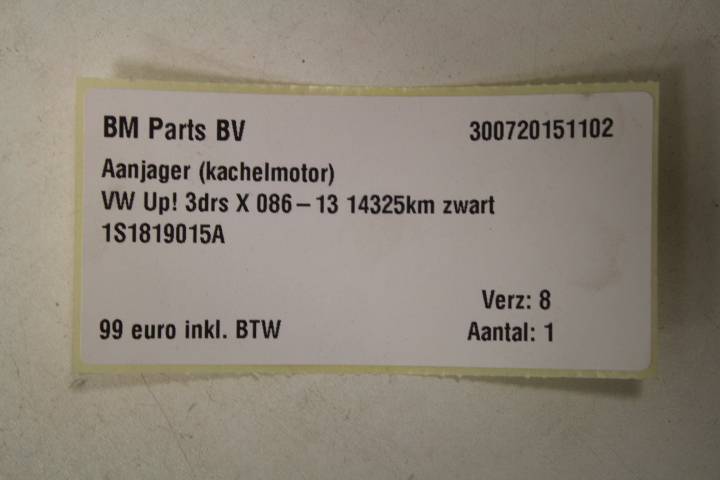 BM Parts BV 300720151102
Aanjager (kachelmotor)
VW Up! 3drs X 086-13 14325km zwart
1S1819015A
Verz: 8
99 euro inkl. BTW Aantal: 1